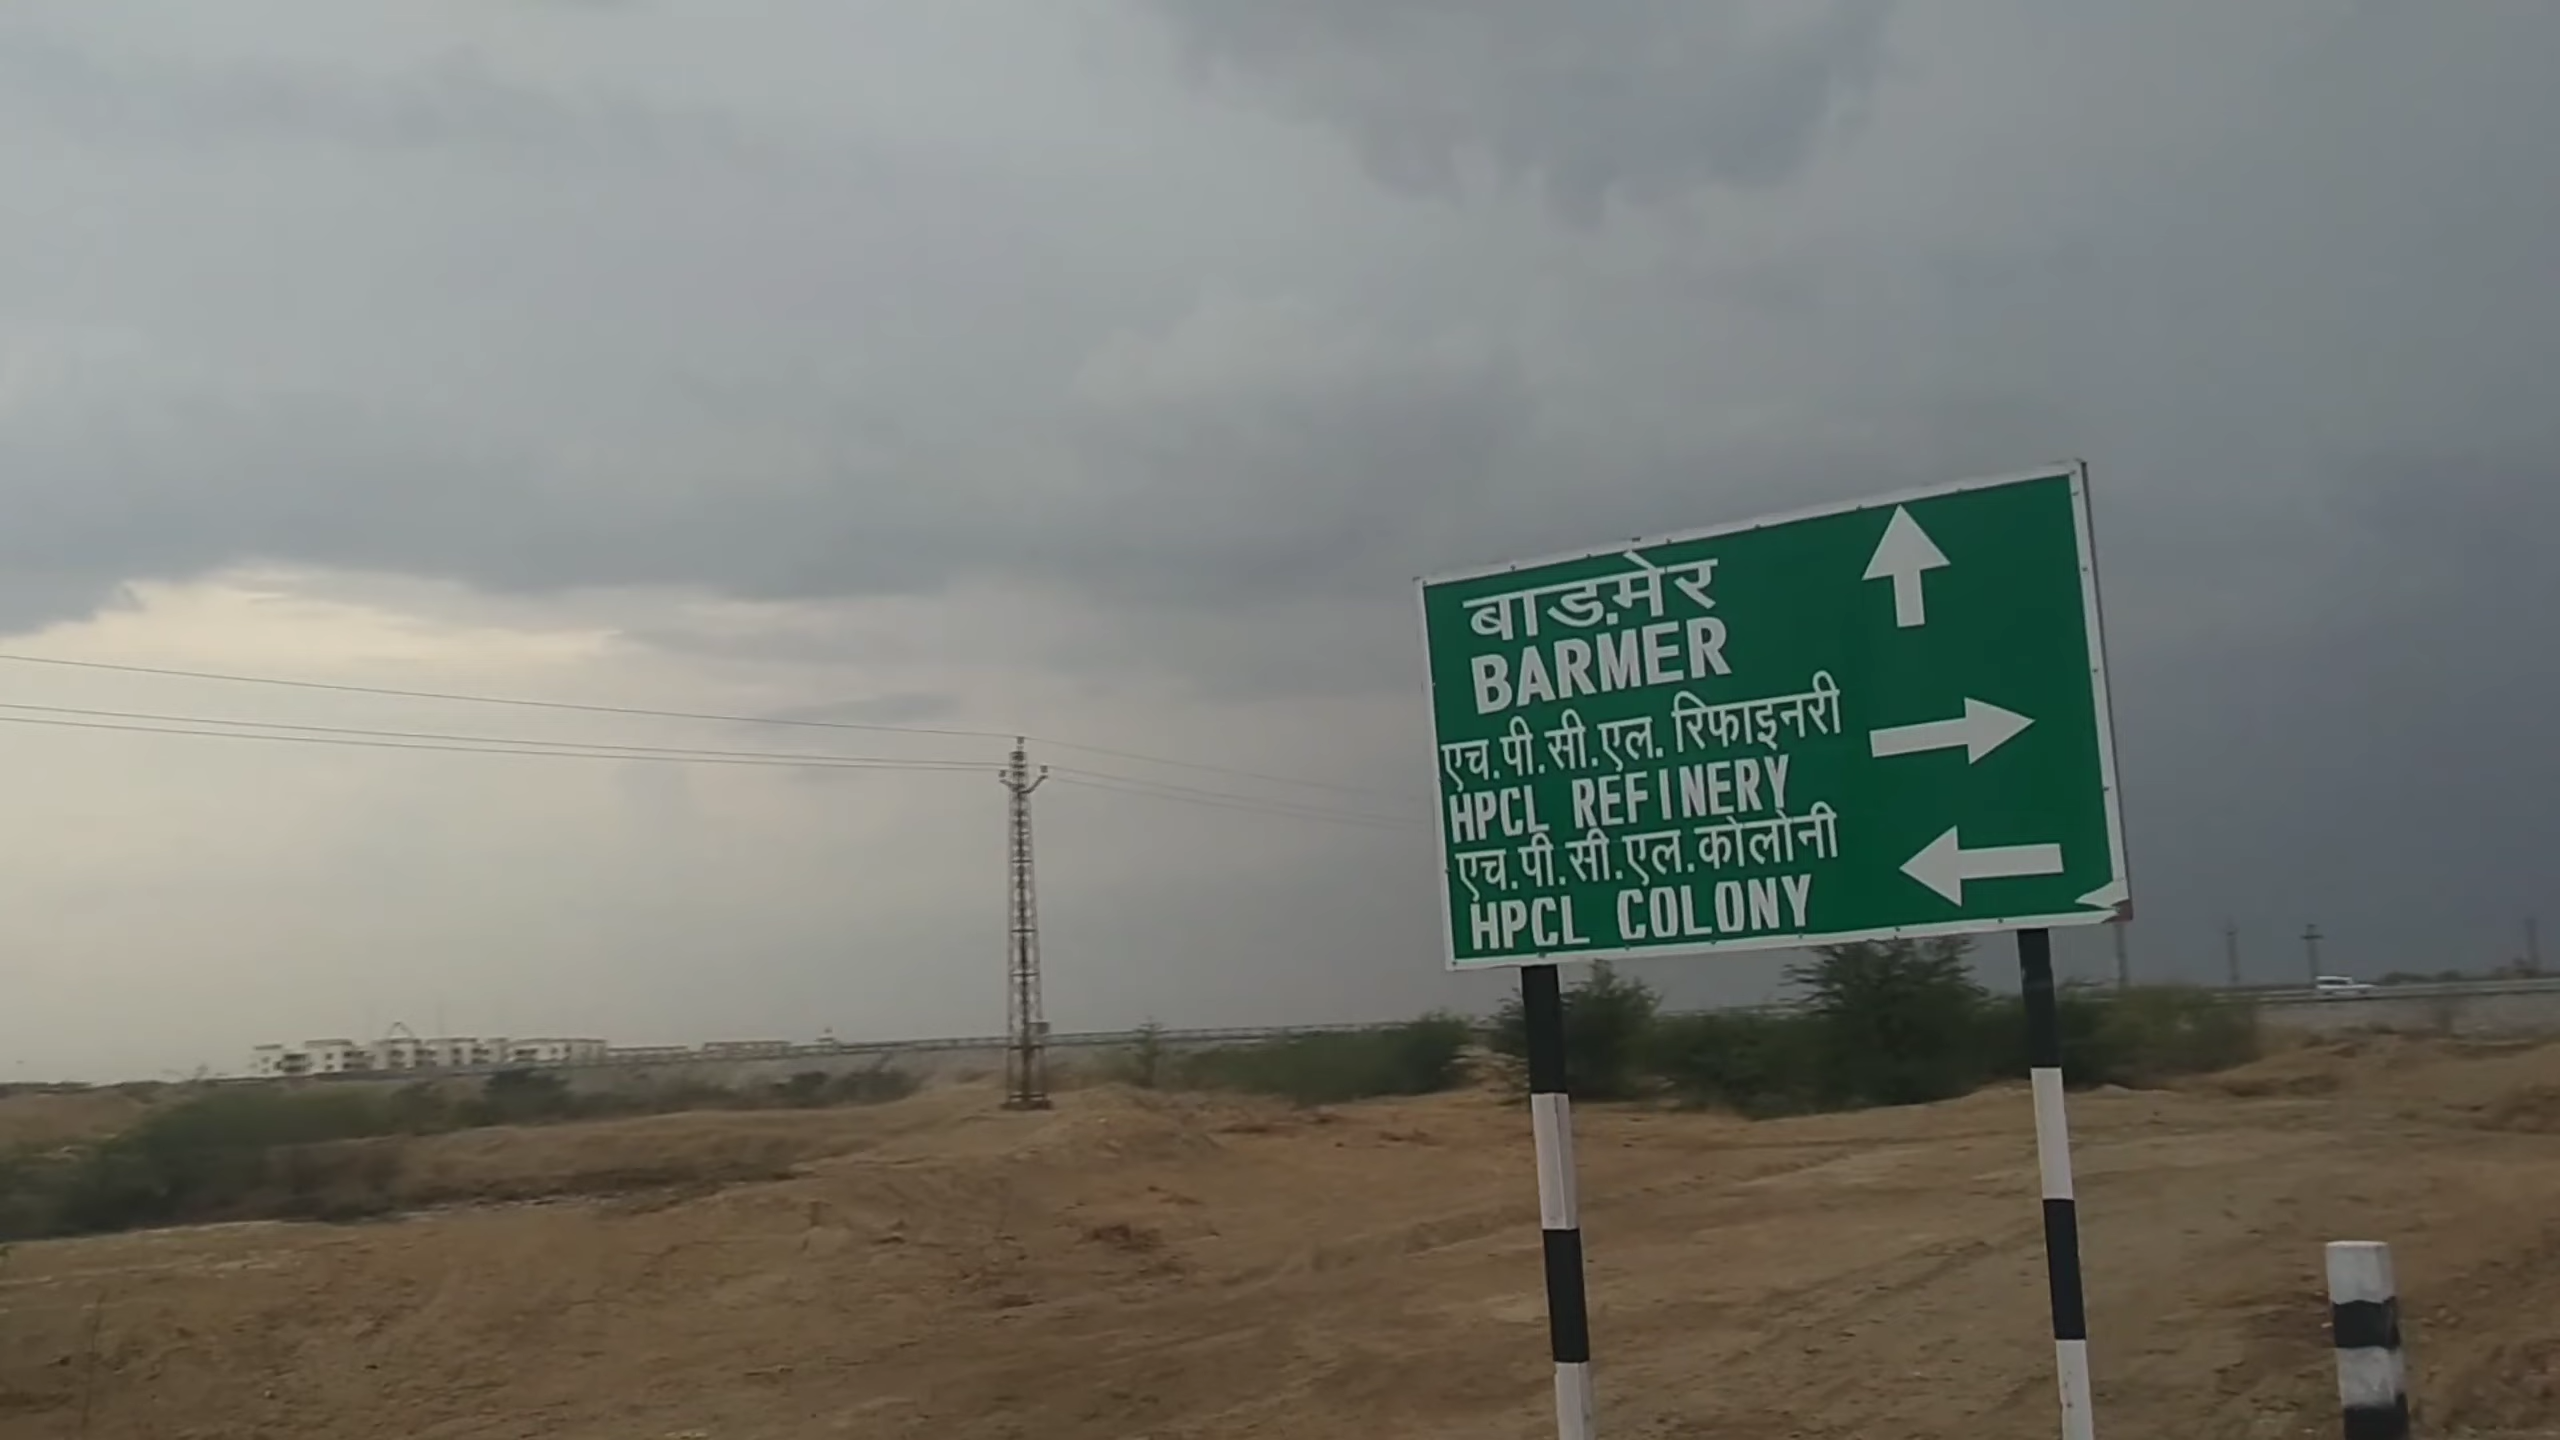 बाड़मेर
BARMER
एच.पी.सी.एल. रिफाइनरी
HPCL REFINERY
एच.पी.सी.एल.कोलोनी
HPCL COLONY